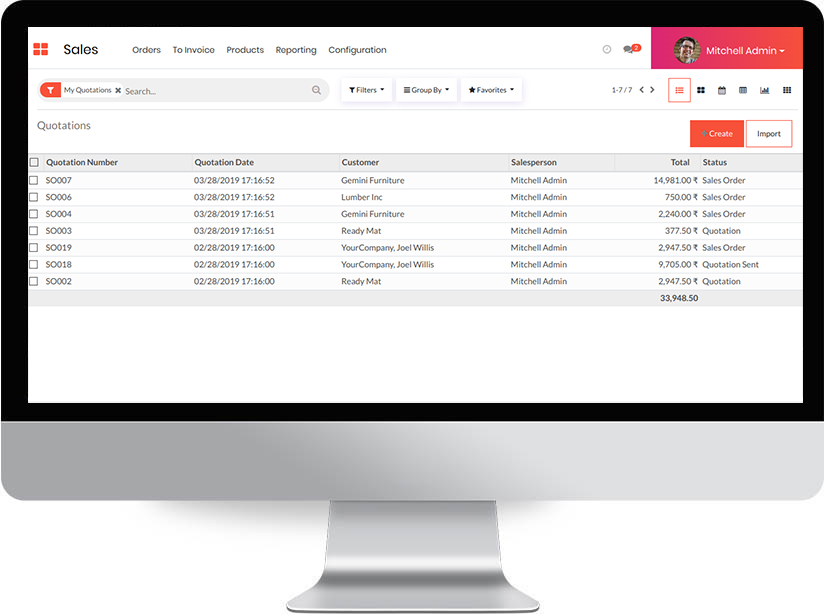 Sales Orders To Invoice Products Reporting Configuration 2 Mitchell Admin
My Quotations Search... Filters Group By Favorites 1-7 / 7
Quotations
Create Import
Quotation Number Quotation Date Customer Salesperson Total Status
SO007 03/28/2019 17:16:52 Gemini Furniture Mitchell Admin 14,981.00 ₹ Sales Order
SO006 03/28/2019 17:16:52 Lumber Inc Mitchell Admin 750.00 ₹ Sales Order
SO004 03/28/2019 17:16:51 Gemini Furniture Mitchell Admin 2,240.00 ₹ Sales Order
SO003 03/28/2019 17:16:51 Ready Mat Mitchell Admin 377.50 ₹ Quotation
SO019 02/28/2019 17:16:00 YourCompany, Joel Willis Mitchell Admin 2,947.50 ₹ Sales Order
SO018 02/28/2019 17:16:00 YourCompany, Joel Willis Mitchell Admin 9,705.00 ₹ Quotation Sent
SO002 02/28/2019 17:16:00 Ready Mat Mitchell Admin 2,947.50 ₹ Quotation
33,948.50